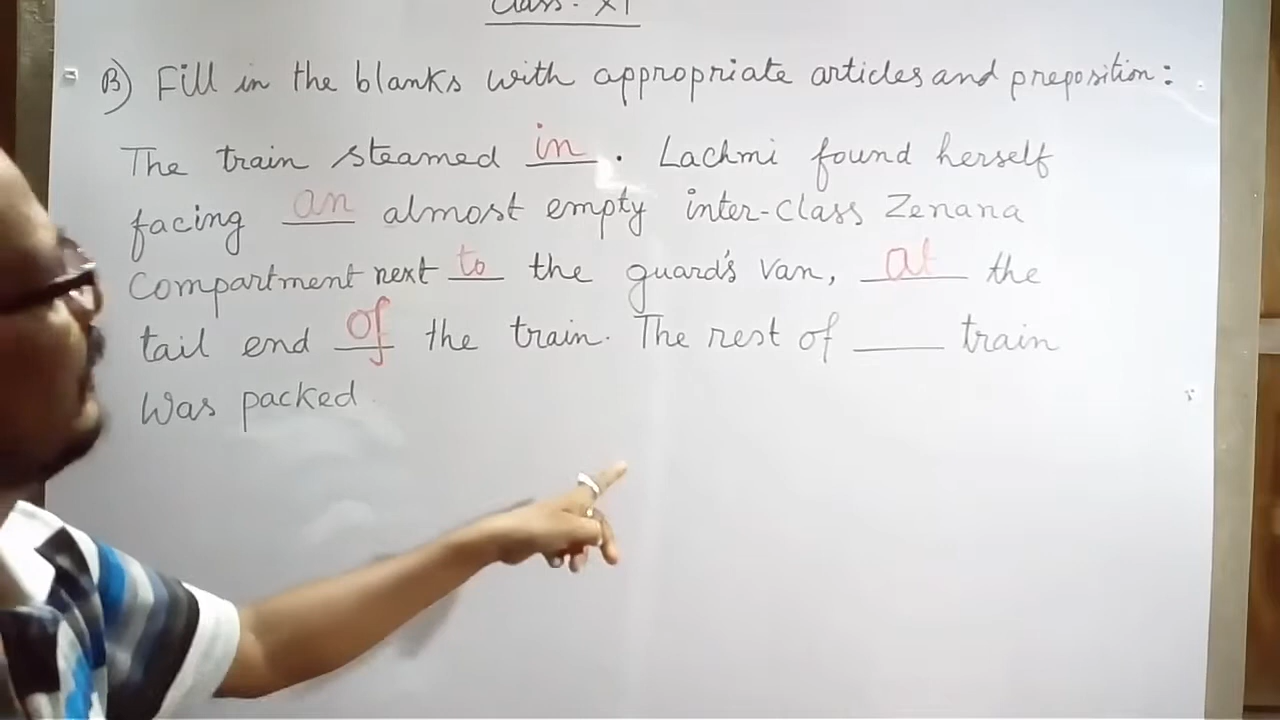 Class- XI
B) Fill in the blanks with appropriate articles and preposition:
The train steamed in. Lachmi found herself
facing an almost empty inter-class Zenana
Compartment next to the guard's van, at the
tail end of the train. The rest of ____ train
was packed